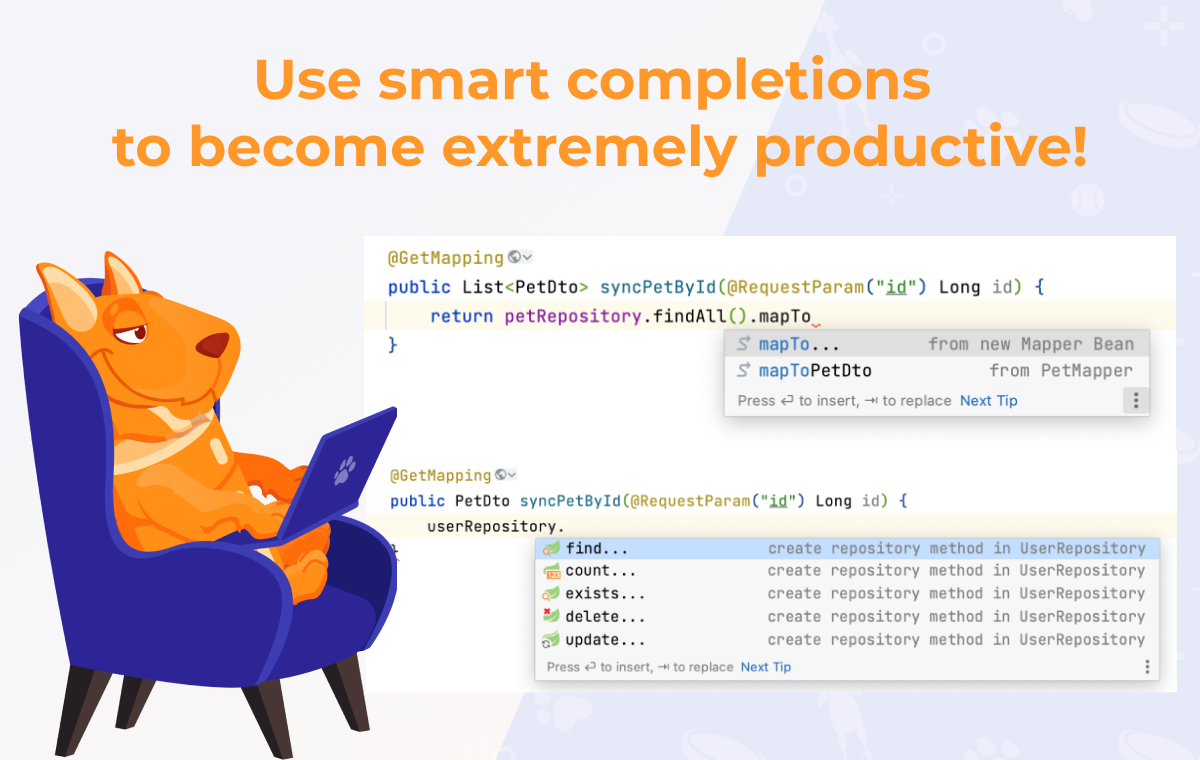 Use smart completions
to become extremely productive!
@GetMapping
public List<PetDto> syncPetById(@RequestParam("id") Long id) {
return petRepository.findAll().mapTo
}
mapTo... from new Mapper Bean
mapToPetDto from PetMapper
Press ⏎ to insert, ⇥ to replace Next Tip
@GetMapping
public PetDto syncPetById(@RequestParam("id") Long id) {
userRepository.
}
find... create repository method in UserRepository
count... create repository method in UserRepository
123
exists... create repository method in UserRepository
delete... create repository method in UserRepository
update... create repository method in UserRepository
Press ⏎ to insert, ⇥ to replace Next Tip